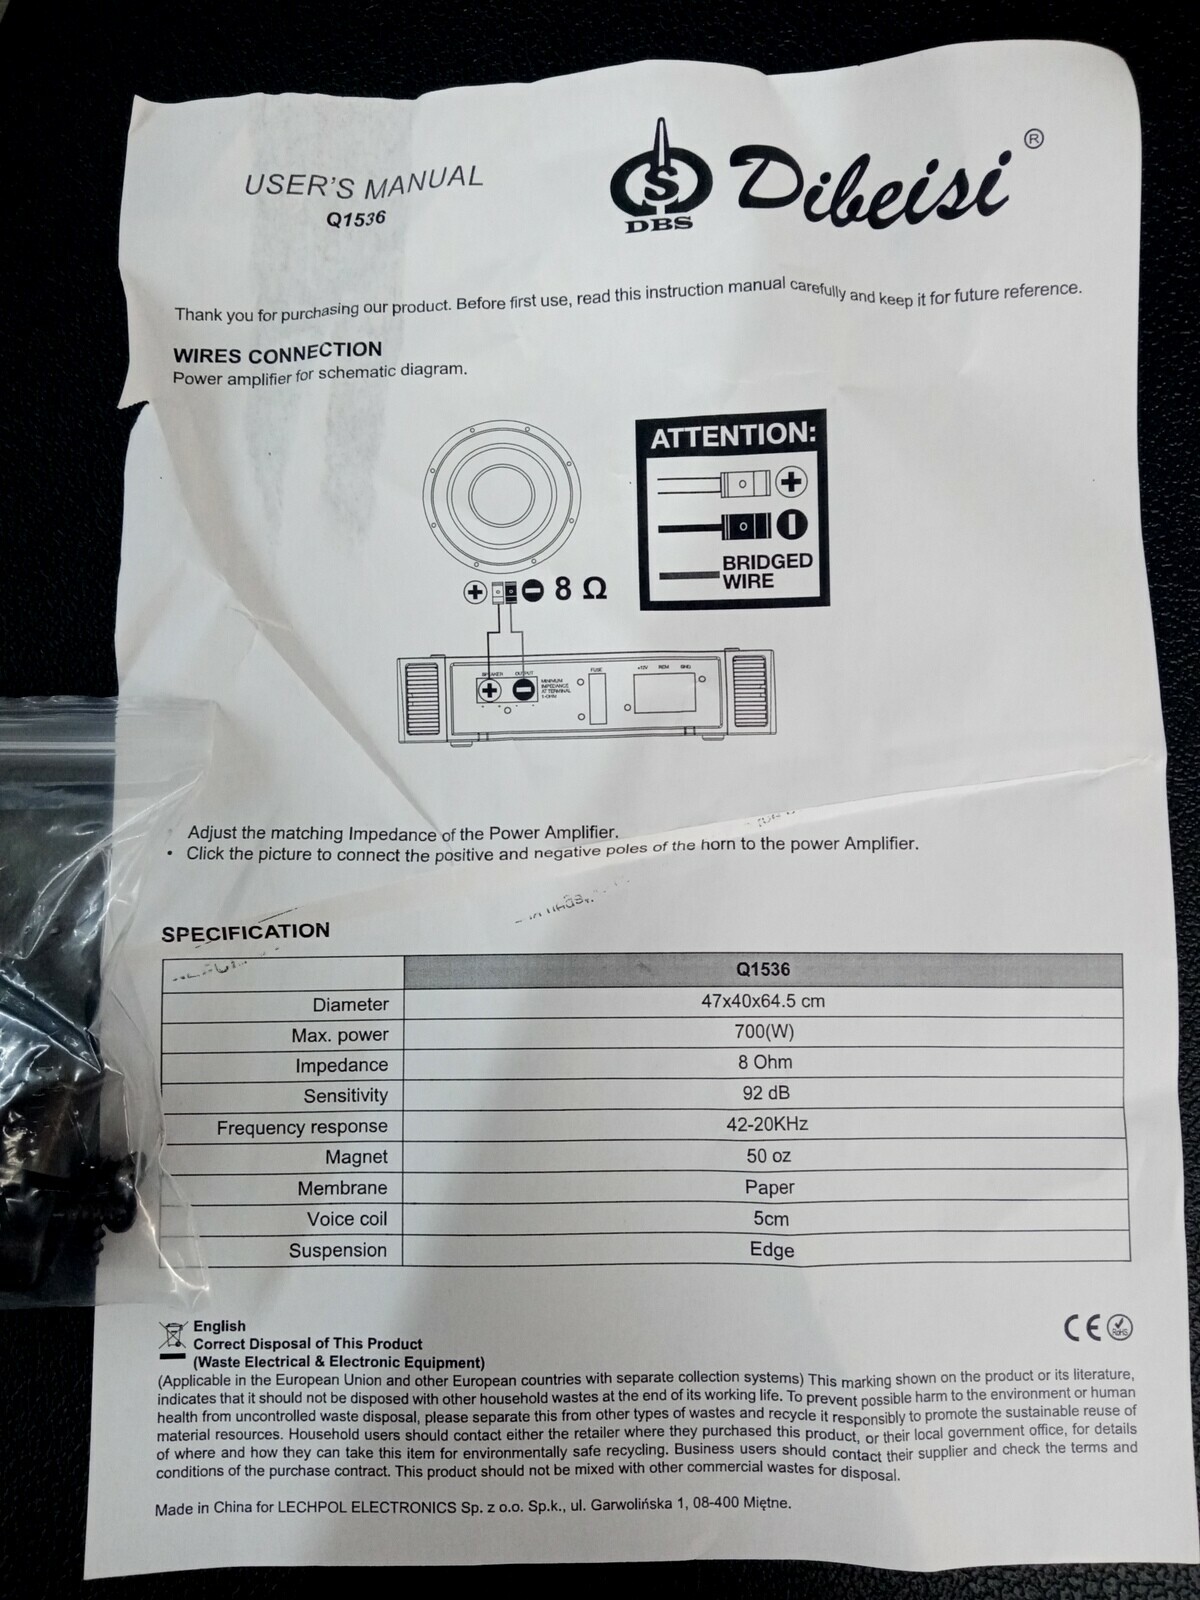 USER'S MANUAL
Q1536
S
DBS
Dibeisi ®
Thank you for purchasing our product. Before first use, read this instruction manual carefully and keep it for future reference.
WIRES CONNECTION
Power amplifier for schematic diagram.
ATTENTION:
+
BRIDGED
WIRE
+ − 8 Ω
SPEAKER OUTPUT
+ −
MINIMUM
IMPEDANCE
AT TERMINAL
1-OHM
FUSE
+12V REM GND
Adjust the matching Impedance of the Power Amplifier.
• Click the picture to connect the positive and negative poles of the horn to the power Amplifier.
SPECIFICATION
Q1536
Diameter 47x40x64.5 cm
Max. power 700(W)
Impedance 8 Ohm
Sensitivity 92 dB
Frequency response 42-20KHz
Magnet 50 oz
Membrane Paper
Voice coil 5cm
Suspension Edge
English
Correct Disposal of This Product
(Waste Electrical & Electronic Equipment)
CE RoHS
(Applicable in the European Union and other European countries with separate collection systems) This marking shown on the product or its literature,
indicates that it should not be disposed with other household wastes at the end of its working life. To prevent possible harm to the environment or human
health from uncontrolled waste disposal, please separate this from other types of wastes and recycle it responsibly to promote the sustainable reuse of
material resources. Household users should contact either the retailer where they purchased this product, or their local government office, for details
of where and how they can take this item for environmentally safe recycling. Business users should contact their supplier and check the terms and
conditions of the purchase contract. This product should not be mixed with other commercial wastes for disposal.
Made in China for LECHPOL ELECTRONICS Sp. z o.o. Sp.k., ul. Garwolińska 1, 08-400 Miętne.